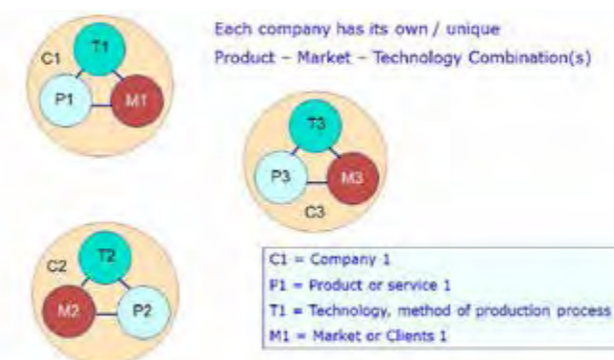 Each company has its own / unique
Product – Market – Technology Combination(s)
C1
T1
P1
M1
T3
P3
M3
C3
C2
T2
M2
P2
C1 = Company 1
P1 = Product or service 1
T1 = Technology, method of production process
M1 = Market or Clients 1